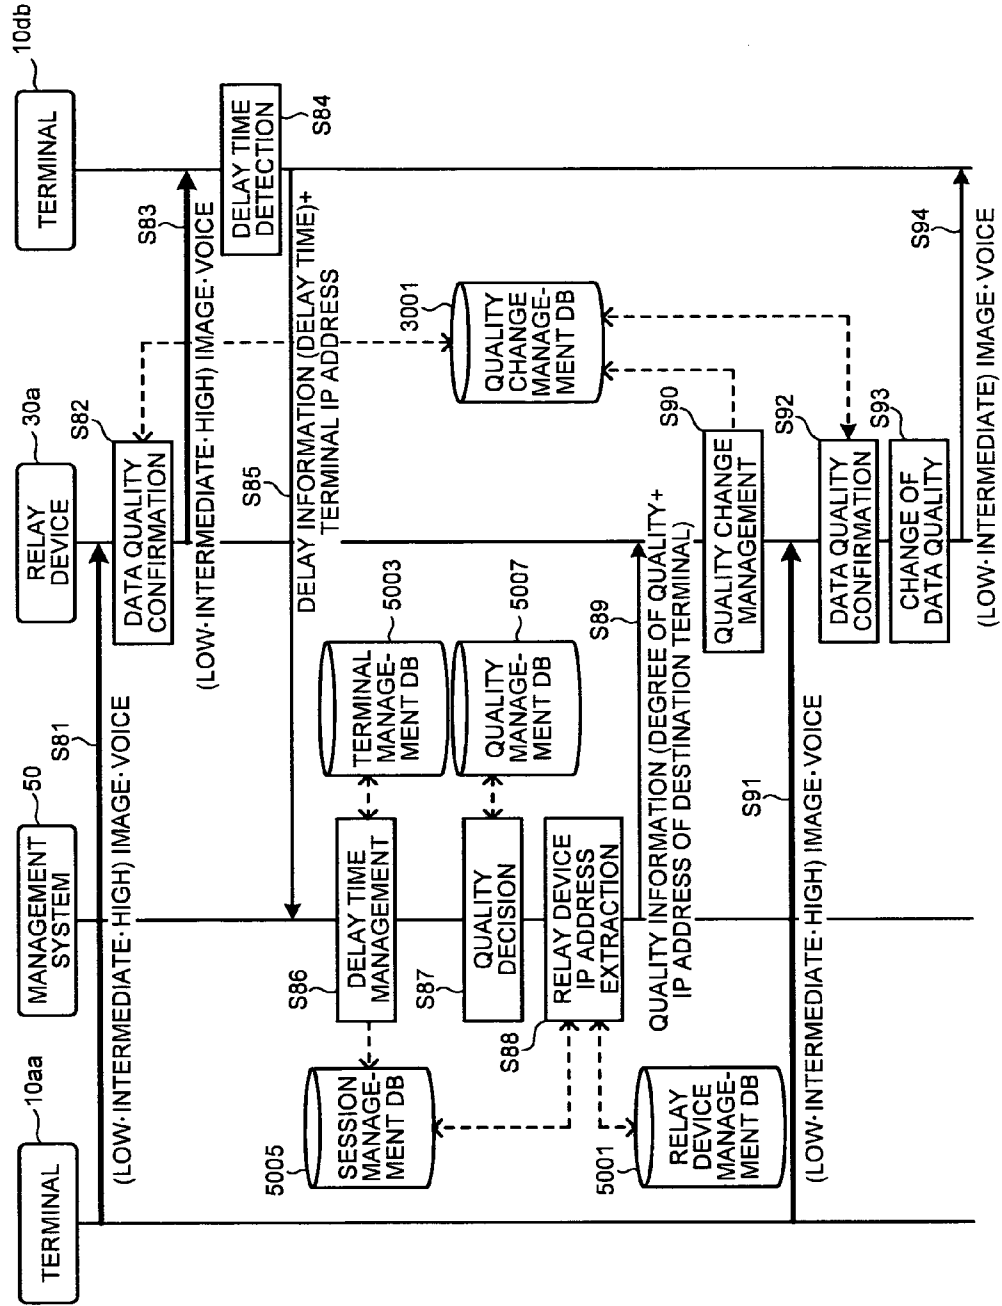 TERMINAL
10aa
MANAGEMENT
SYSTEM
50
RELAY
DEVICE
30a
TERMINAL
10db
S81
(LOW·INTERMEDIATE·HIGH) IMAGE·VOICE
S82
DATA QUALITY
CONFIRMATION
S83
(LOW·INTERMEDIATE·HIGH) IMAGE·VOICE
DELAY TIME
DETECTION
S84
S85
DELAY INFORMATION (DELAY TIME)+
TERMINAL IP ADDRESS
5005
SESSION
MANAGE-
MENT DB
S86
DELAY TIME
MANAGEMENT
TERMINAL
MANAGE-
MENT DB
5003
S87
QUALITY
DECISION
QUALITY
MANAGE-
MENT DB
5007
3001
QUALITY
CHANGE
MANAGE-
MENT DB
S88
RELAY DEVICE
IP ADDRESS
EXTRACTION
5001
RELAY
DEVICE
MANAGE-
MENT DB
S89
QUALITY INFORMATION (DEGREE OF QUALITY+
IP ADDRESS OF DESTINATION TERMINAL)
S90
QUALITY CHANGE
MANAGEMENT
S91
(LOW·INTERMEDIATE·HIGH) IMAGE·VOICE
S92
DATA QUALITY
CONFIRMATION
S93
CHANGE OF
DATA QUALITY
S94
(LOW·INTERMEDIATE) IMAGE·VOICE